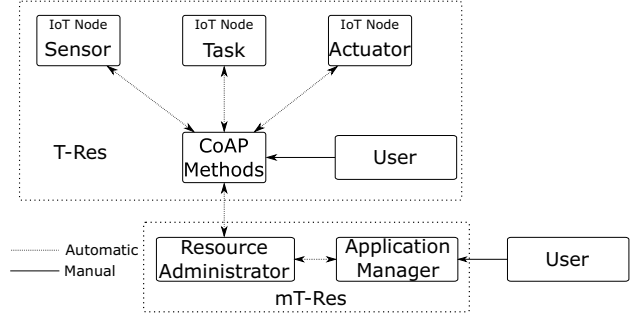 IoT Node
Sensor
IoT Node
Task
IoT Node
Actuator
T-Res
CoAP
Methods
User
Automatic
Manual
Resource
Administrator
Application
Manager
User
mT-Res